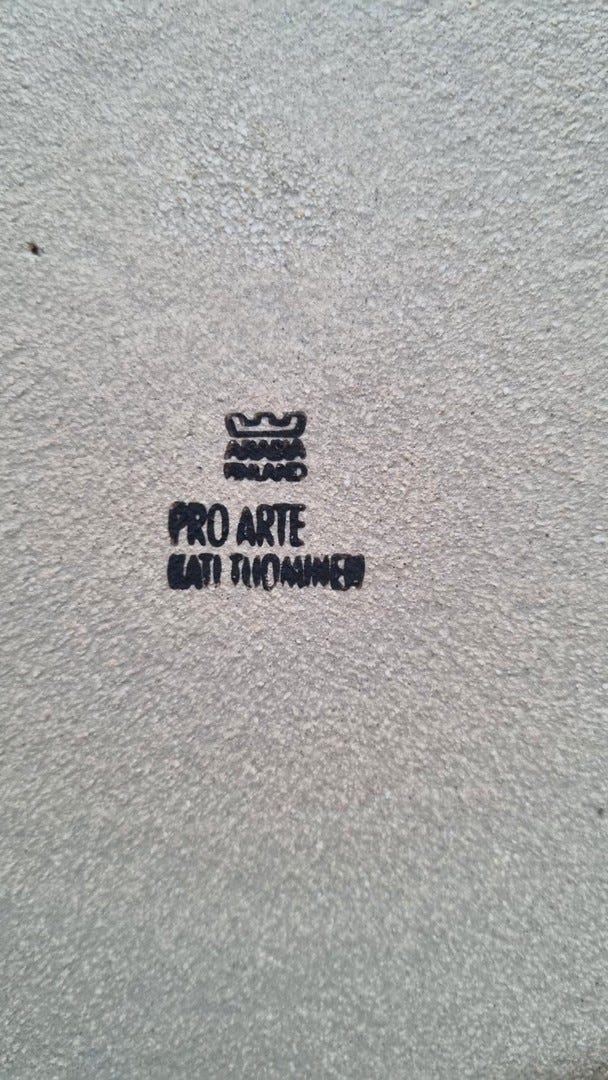 ARABIA
FINLAND
PRO ARTE
KATI TUOMINEN